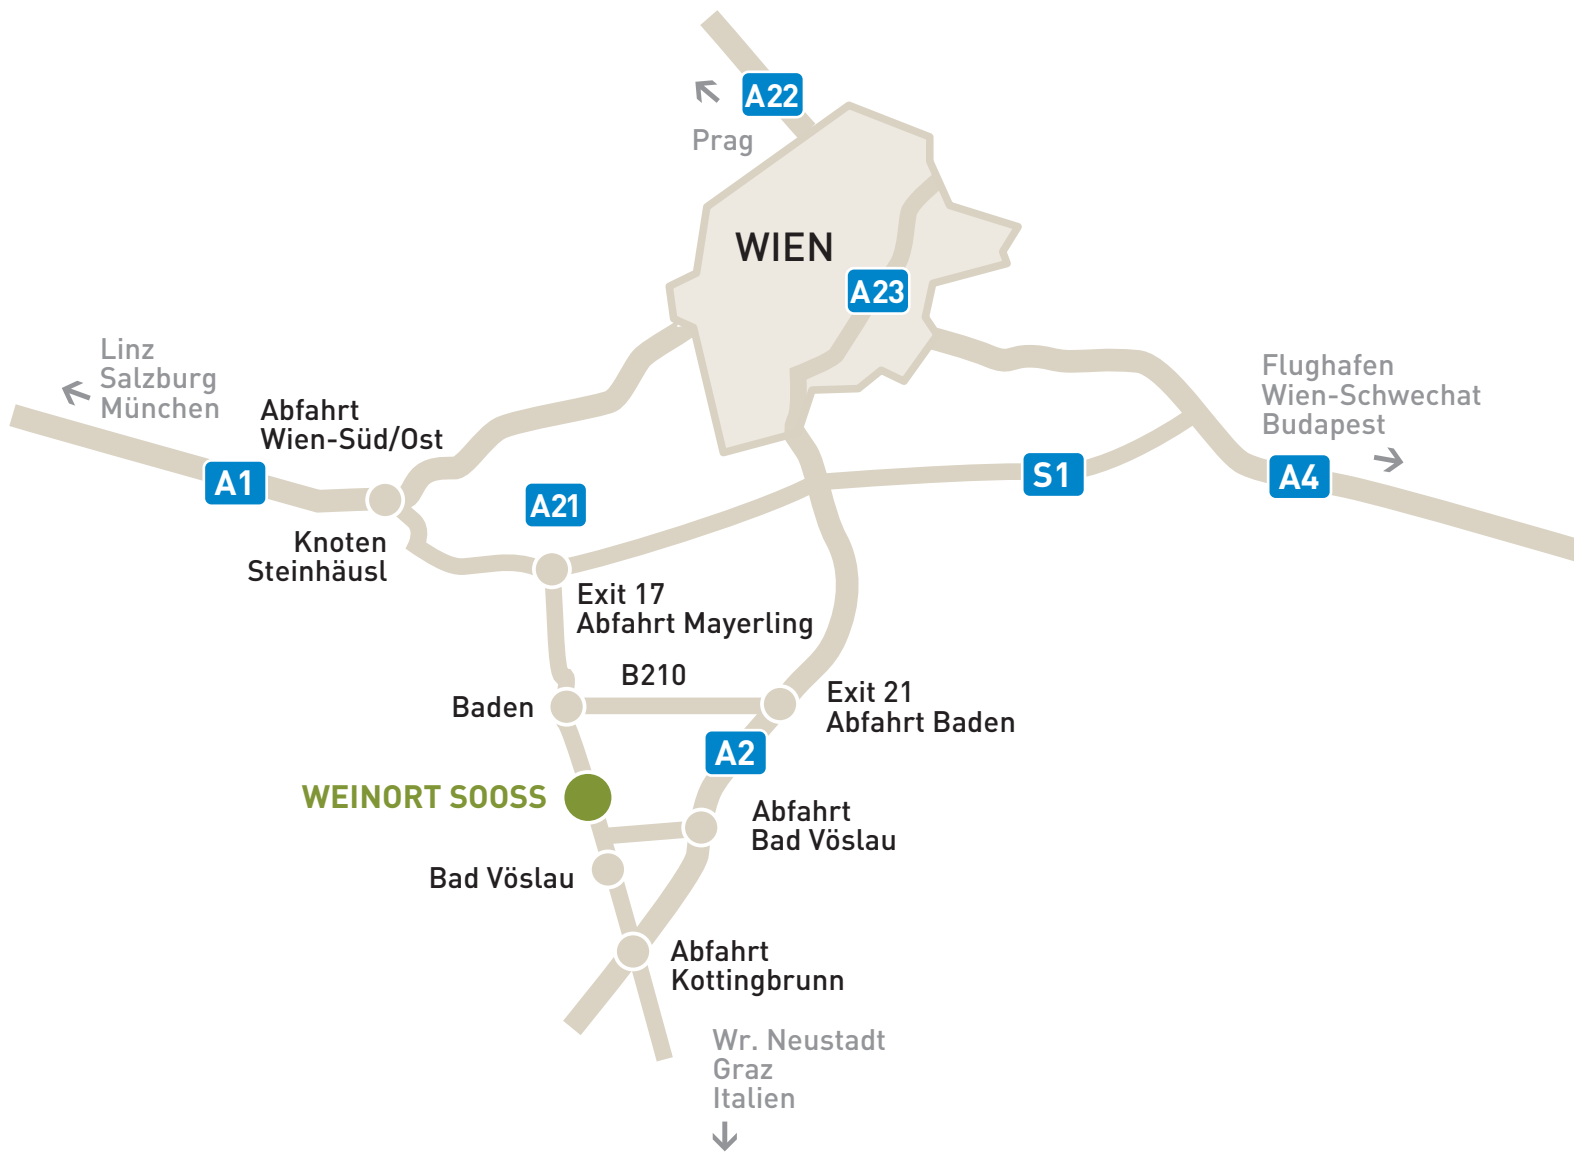 A22
Prag
WIEN
A23
Linz
Salzburg
München
Abfahrt
Wien-Süd/Ost
Flughafen
Wien-Schwechat
Budapest
A1
A21
S1
A4
Knoten
Steinhäusl
Exit 17
Abfahrt Mayerling
B210
Baden
Exit 21
Abfahrt Baden
A2
WEINORT SOOSS
Abfahrt
Bad Vöslau
Bad Vöslau
Abfahrt
Kottingbrunn
Wr. Neustadt
Graz
Italien